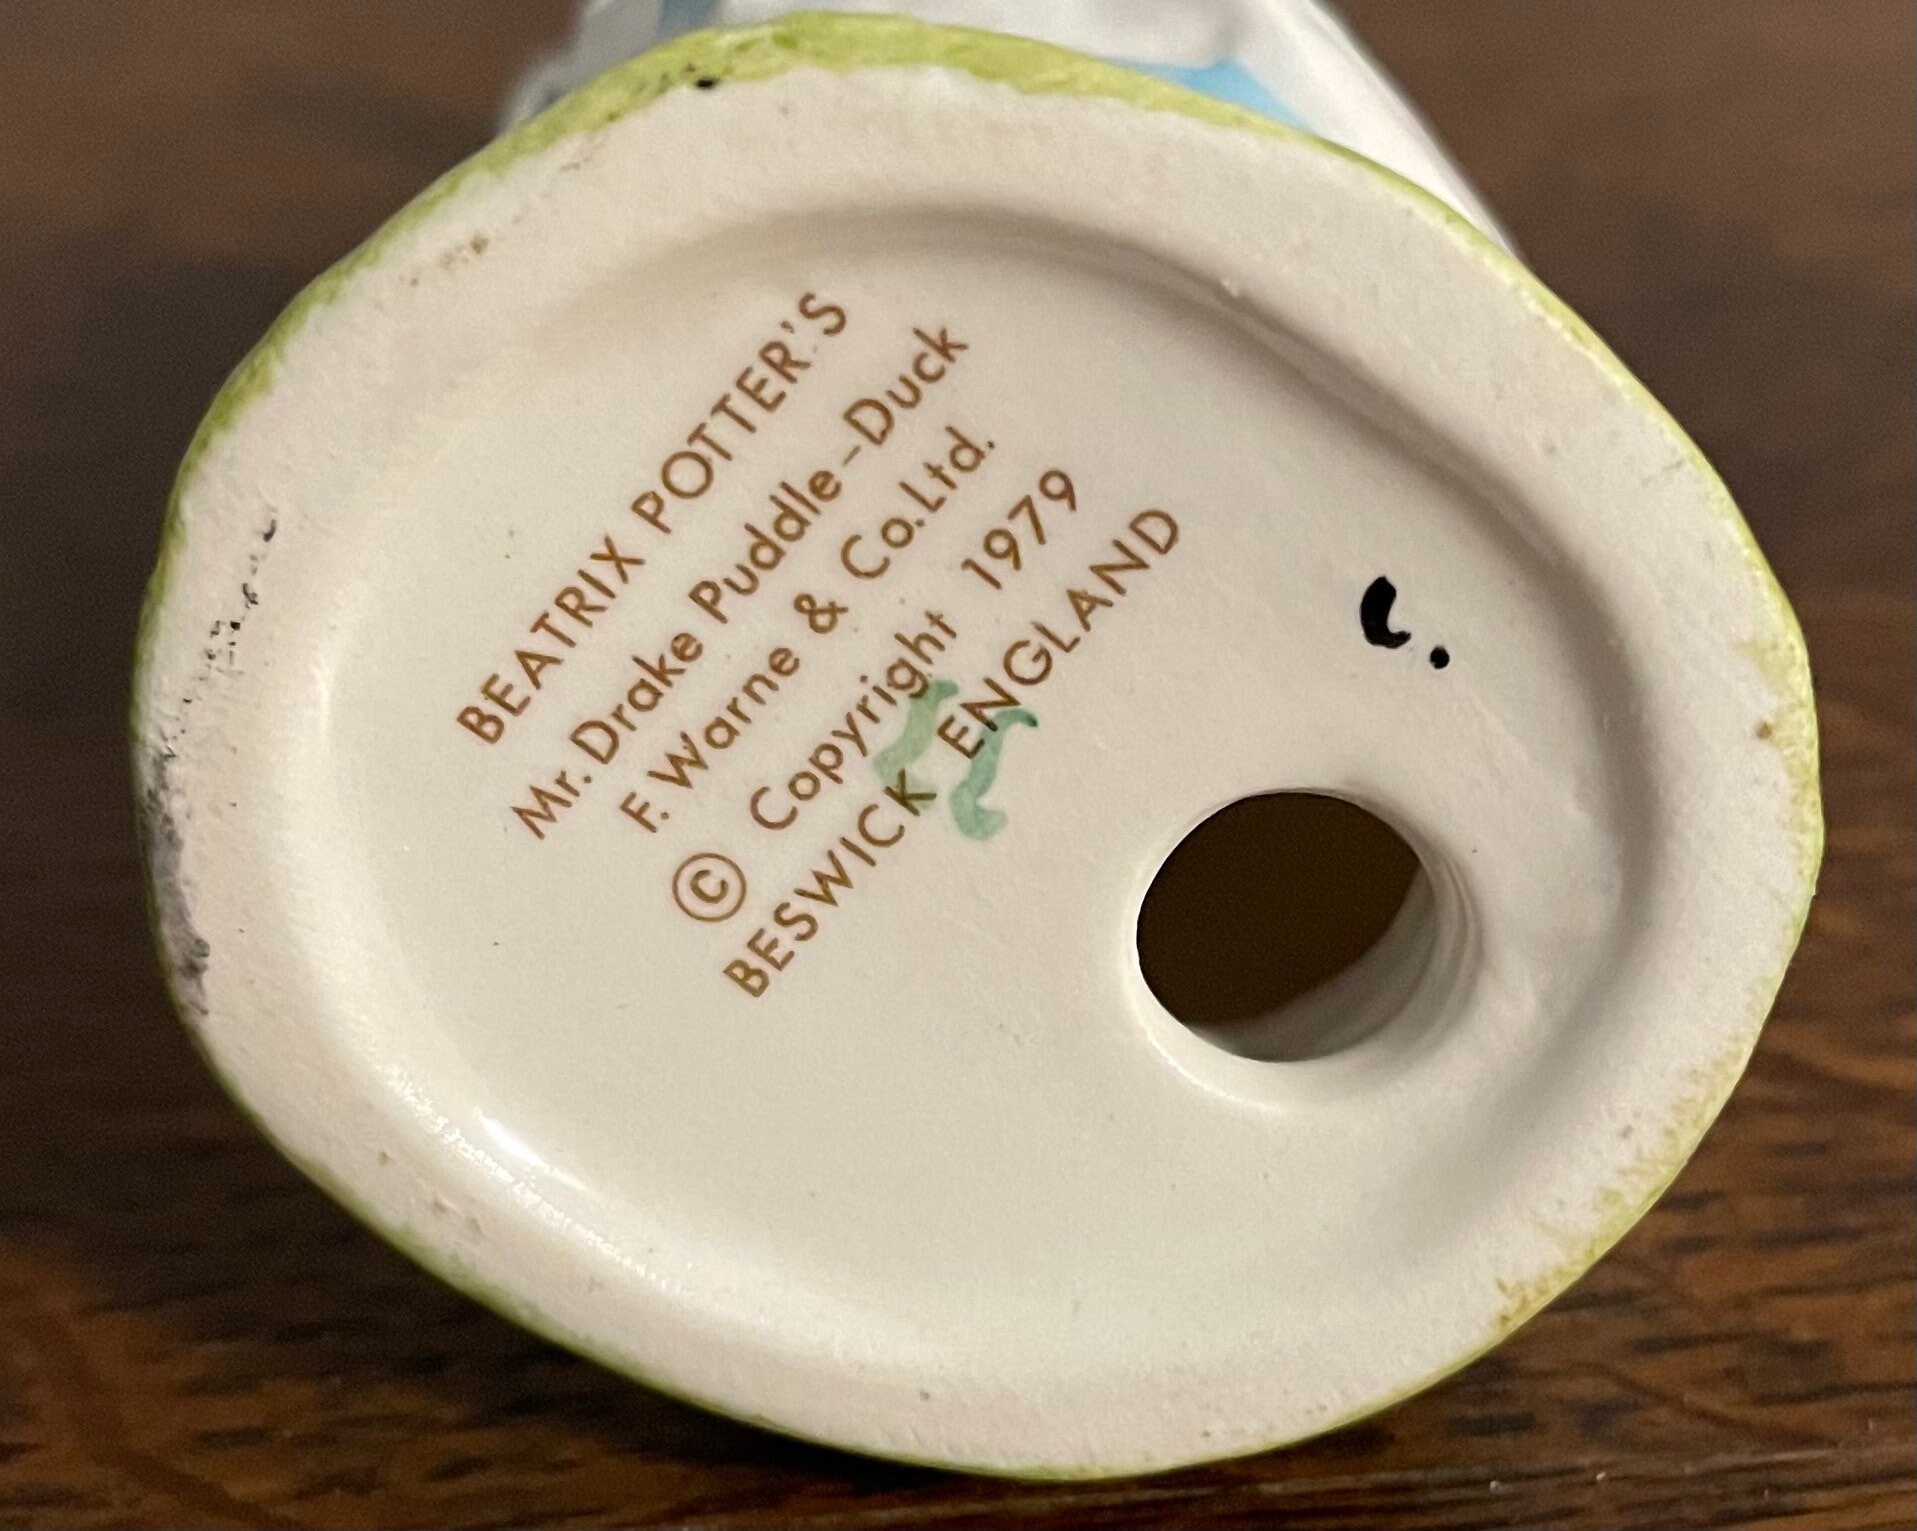 BEATRIX POTTER'S
Mr. Drake Puddle-Duck
F. Warne & Co. Ltd.
© Copyright 1979
BESWICK ENGLAND